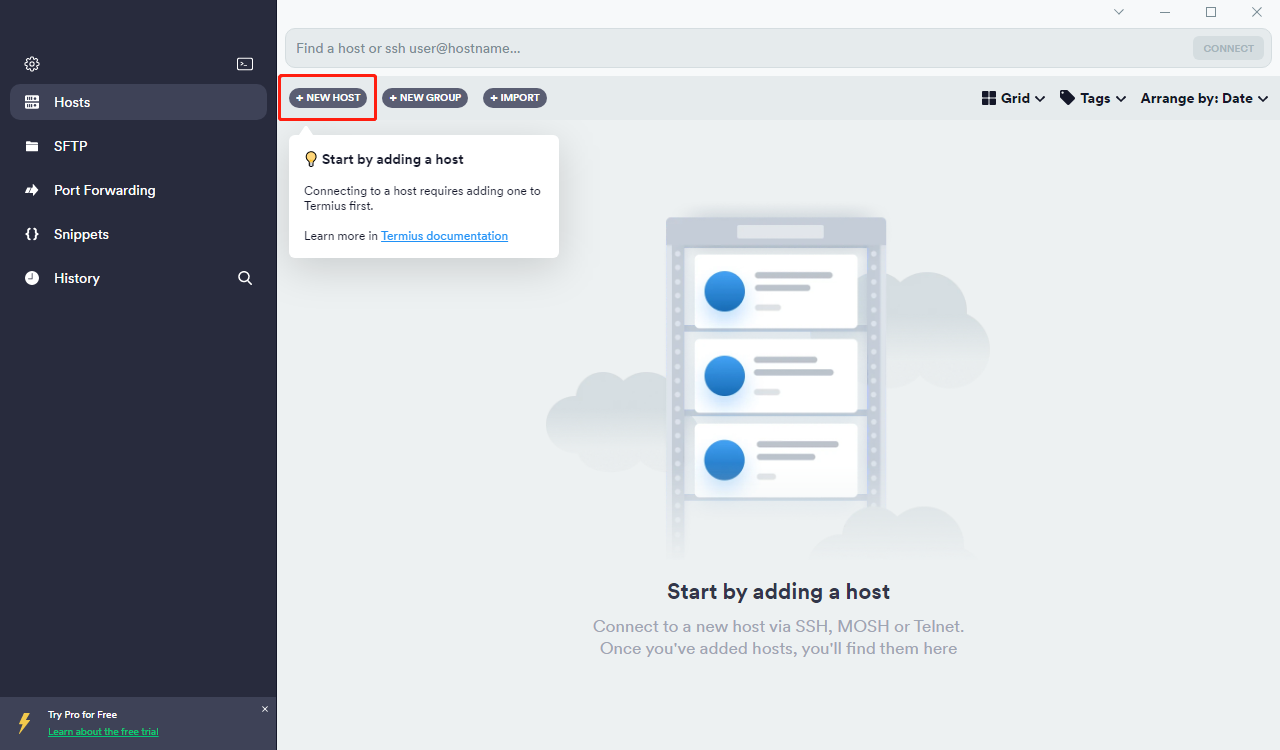 Find a host or ssh user@hostname...
CONNECT
Hosts
SFTP
Port Forwarding
Snippets
History
+ NEW HOST
+ NEW GROUP
+ IMPORT
Grid
Tags
Arrange by: Date
Start by adding a host
Connecting to a host requires adding one to
Termius first.
Learn more in Termius documentation
Start by adding a host
Connect to a new host via SSH, MOSH or Telnet.
Once you've added hosts, you'll find them here
Try Pro for Free
Learn about the free trial